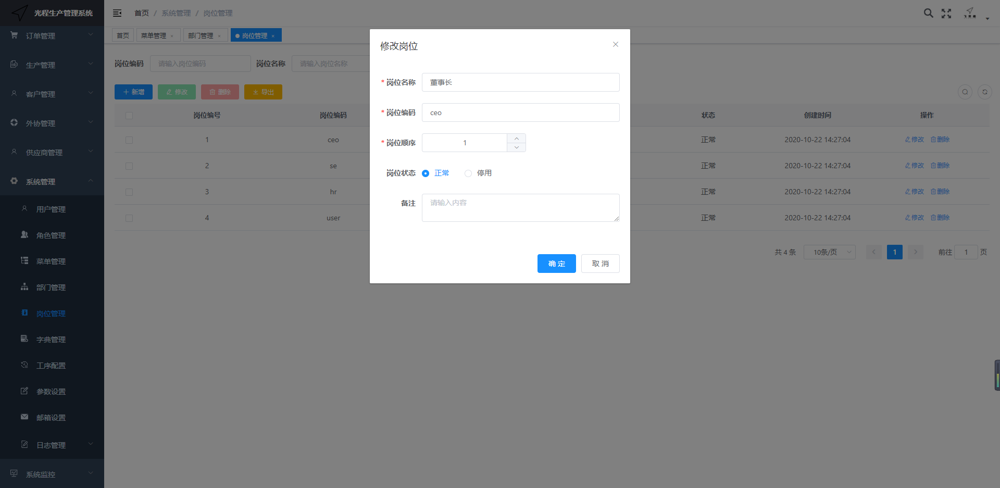 光程生产管理系统
首页 / 系统管理 / 岗位管理
首页 菜单管理 × 部门管理 × 岗位管理 ×
订单管理
生产管理
客户管理
外协管理
供应商管理
系统管理
用户管理
角色管理
菜单管理
部门管理
岗位管理
字典管理
工序配置
参数设置
邮箱设置
日志管理
系统监控
岗位编码 请输入岗位编码 岗位名称 请输入岗位名称
新增 修改 删除 导出
岗位编号 岗位编码 状态 创建时间 操作
1 ceo 正常 2020-10-22 14:27:04 修改 删除
2 se 正常 2020-10-22 14:27:04 修改 删除
3 hr 正常 2020-10-22 14:27:04 修改 删除
4 user 正常 2020-10-22 14:27:04 修改 删除
共 4 条 10条/页 1 前往 1 页
修改岗位
* 岗位名称 董事长
* 岗位编码 ceo
* 岗位顺序 1
岗位状态 正常 停用
备注 请输入内容
确 定 取 消